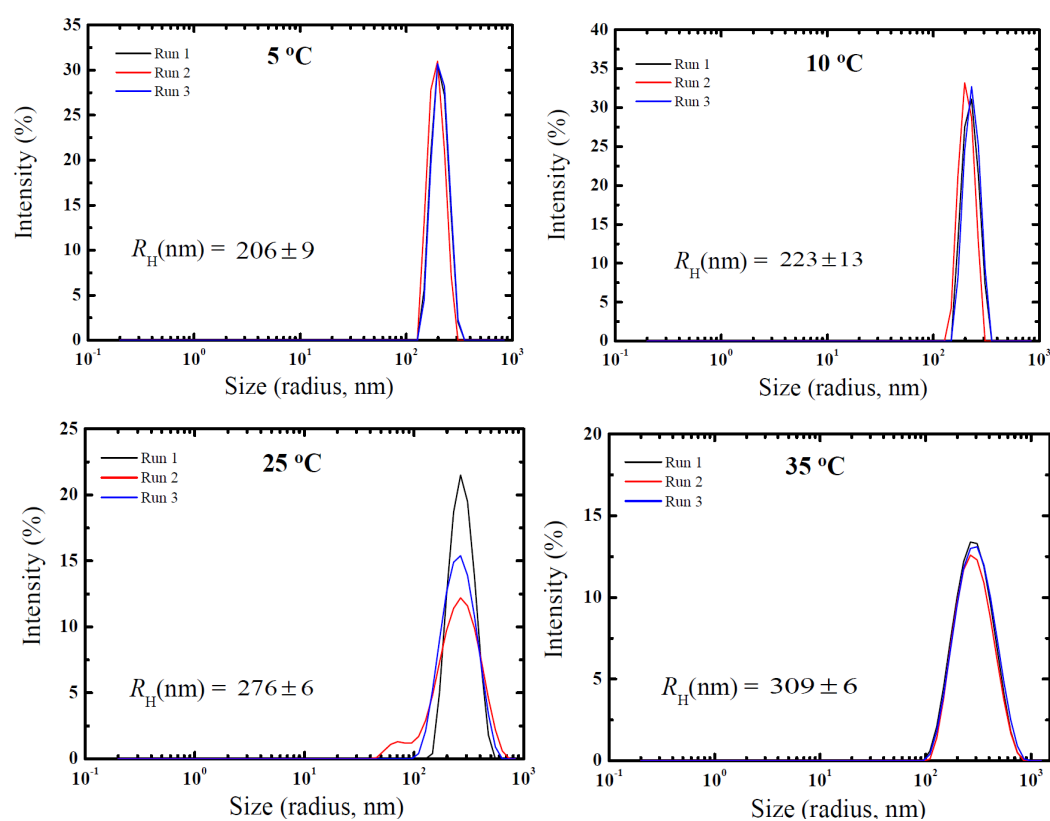 5 °C
Run 1
Run 2
Run 3
R_H(nm) = 206±9
Intensity (%)
35
30
25
20
15
10
5
0
10^-1 10^0 10^1 10^2 10^3
Size (radius, nm)
10 °C
Run 1
Run 2
Run 3
R_H(nm) = 223±13
Intensity (%)
40
35
30
25
20
15
10
5
0
10^-1 10^0 10^1 10^2 10^3
Size (radius, nm)
25 °C
Run 1
Run 2
Run 3
R_H(nm) = 276±6
Intensity (%)
25
20
15
10
5
0
10^-1 10^0 10^1 10^2 10^3
Size (radius, nm)
35 °C
Run 1
Run 2
Run 3
R_H(nm) = 309±6
Intensity (%)
20
15
10
5
0
10^-1 10^0 10^1 10^2 10^3
Size (radius, nm)